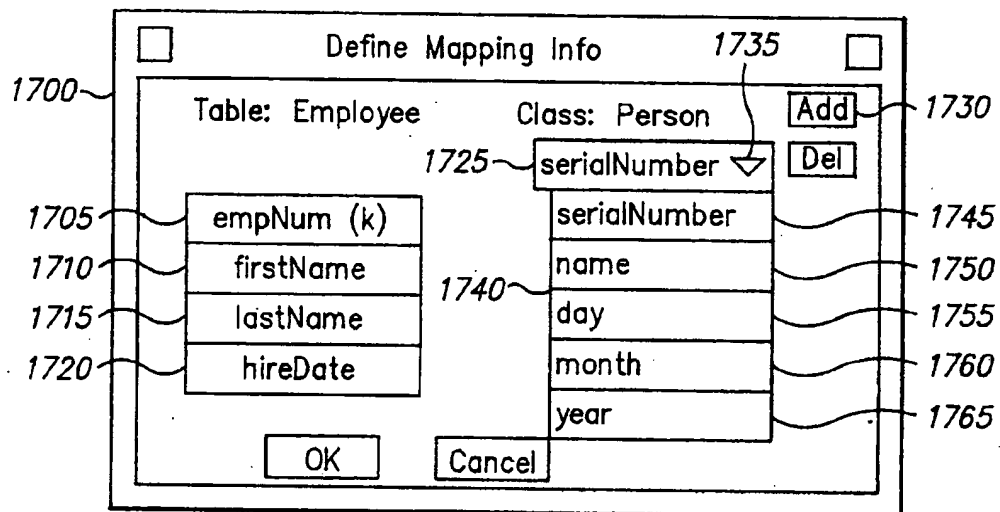 Define Mapping Info 1735
1700 Table: Employee Class: Person Add 1730
1725 serialNumber Del
1705 empNum (k) serialNumber 1745
1710 firstName 1740 name 1750
1715 lastName day 1755
1720 hireDate month 1760
year 1765
OK Cancel